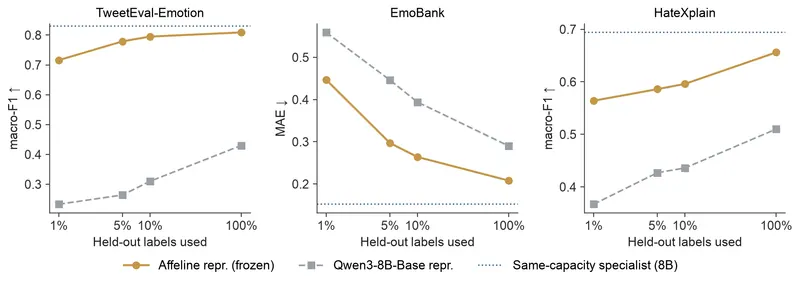 TweetEval-Emotion
macro-F1 ↑
0.8
0.7
0.6
0.5
0.4
0.3
1%
5%
10%
100%
Held-out labels used
EmoBank
MAE ↓
0.5
0.4
0.3
0.2
1%
5%
10%
100%
Held-out labels used
HateXplain
macro-F1 ↑
0.7
0.6
0.5
0.4
1%
5%
10%
100%
Held-out labels used
Affeline repr. (frozen)
Qwen3-8B-Base repr.
Same-capacity specialist (8B)